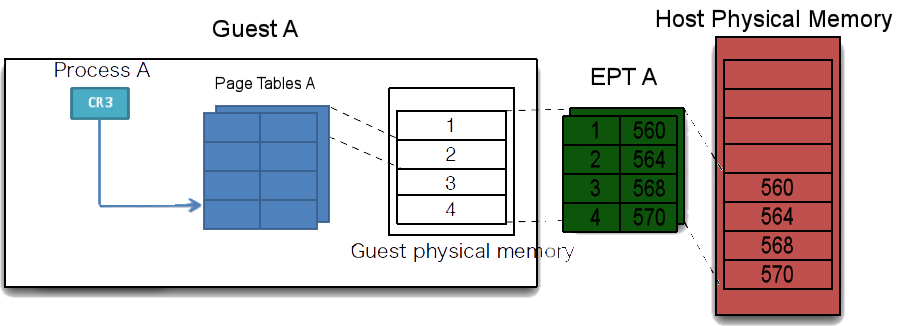 Host Physical Memory
Guest A
Process A
CR3
Page Tables A
EPT A
1
2
3
4
Guest physical memory
1 560
2 564
3 568
4 570
560
564
568
570